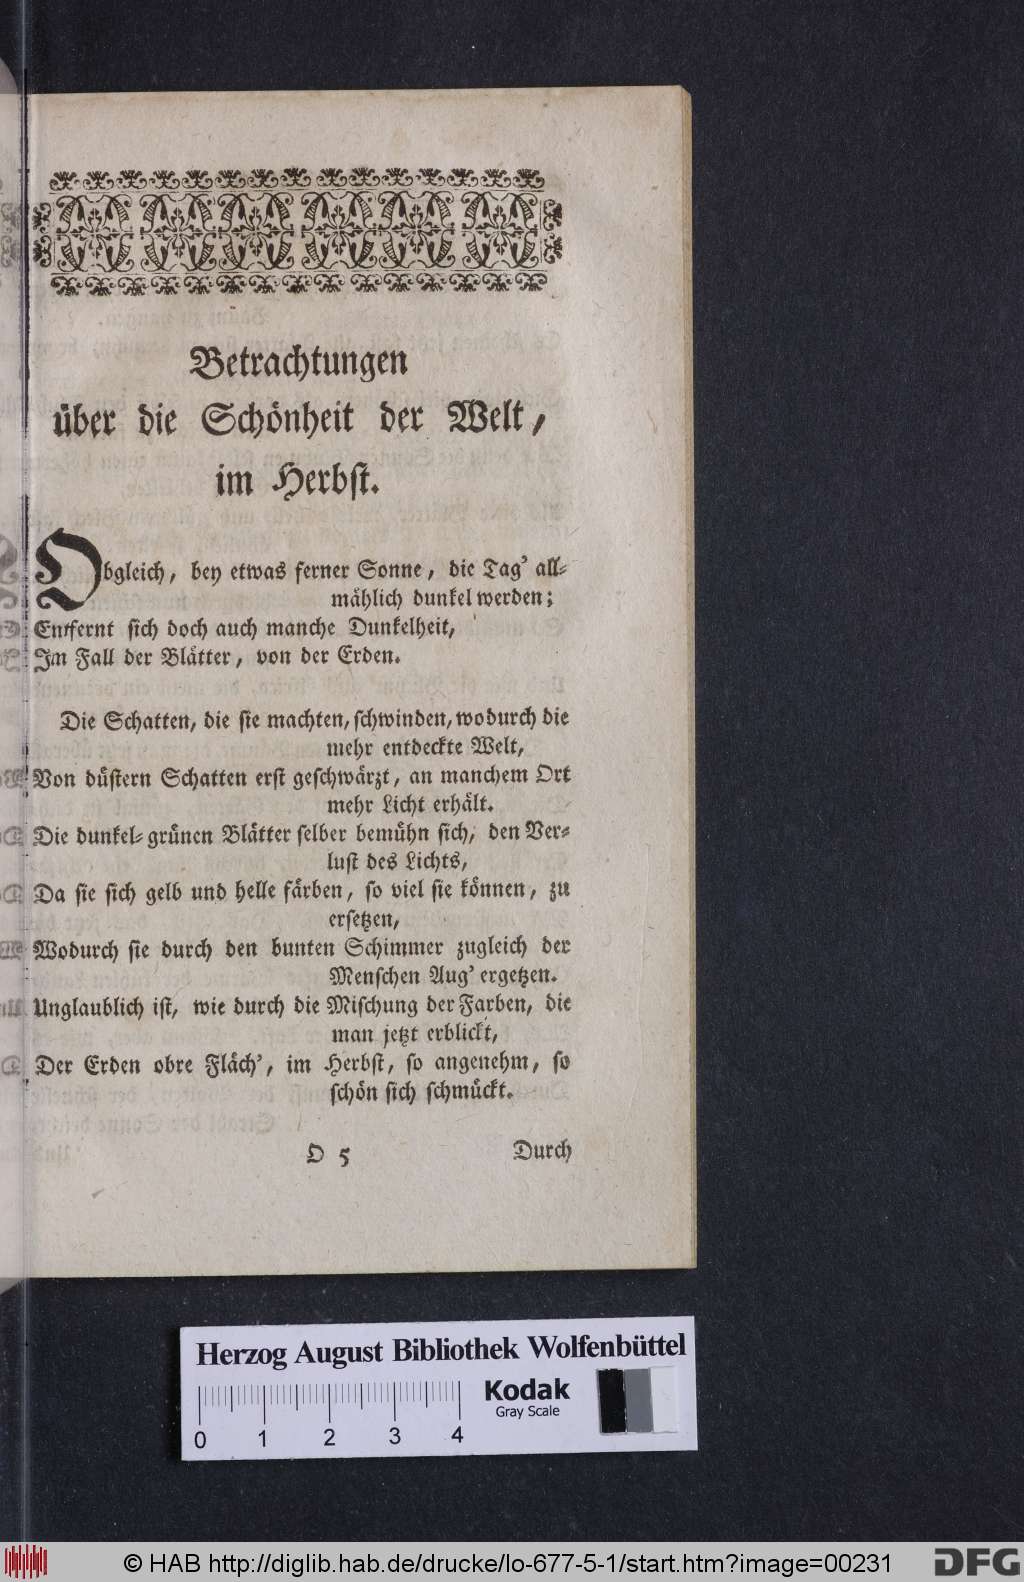 Betrachtungen
über die Schönheit der Welt,
im Herbst.
Obgleich, bey etwas ferner Sonne, die Tag' all-
mählich dunkel werden;
Entfernt sich doch auch manche Dunkelheit,
Im Fall der Blätter, von der Erden.
Die Schatten, die sie machten, schwinden, wodurch die
mehr entdeckte Welt,
Von düstern Schatten erst geschwärzt, an manchem Ort
mehr Licht erhält.
Die dunkel-grünen Blätter selber bemühn sich, den Ver-
lust des Lichts,
Da sie sich gelb und helle färben, so viel sie können, zu
ersetzen,
Wodurch sie durch den bunten Schimmer zugleich der
Menschen Aug' ergetzen.
Unglaublich ist, wie durch die Mischung der Farben, die
man jetzt erblickt,
Der Erden obre Fläch', im Herbst, so angenehm, so
schön sich schmückt.
O 5 Durch
Herzog August Bibliothek Wolfenbüttel
Kodak
Gray Scale
0 1 2 3 4
© HAB http://diglib.hab.de/drucke/lo-677-5-1/start.htm?image=00231
DFG